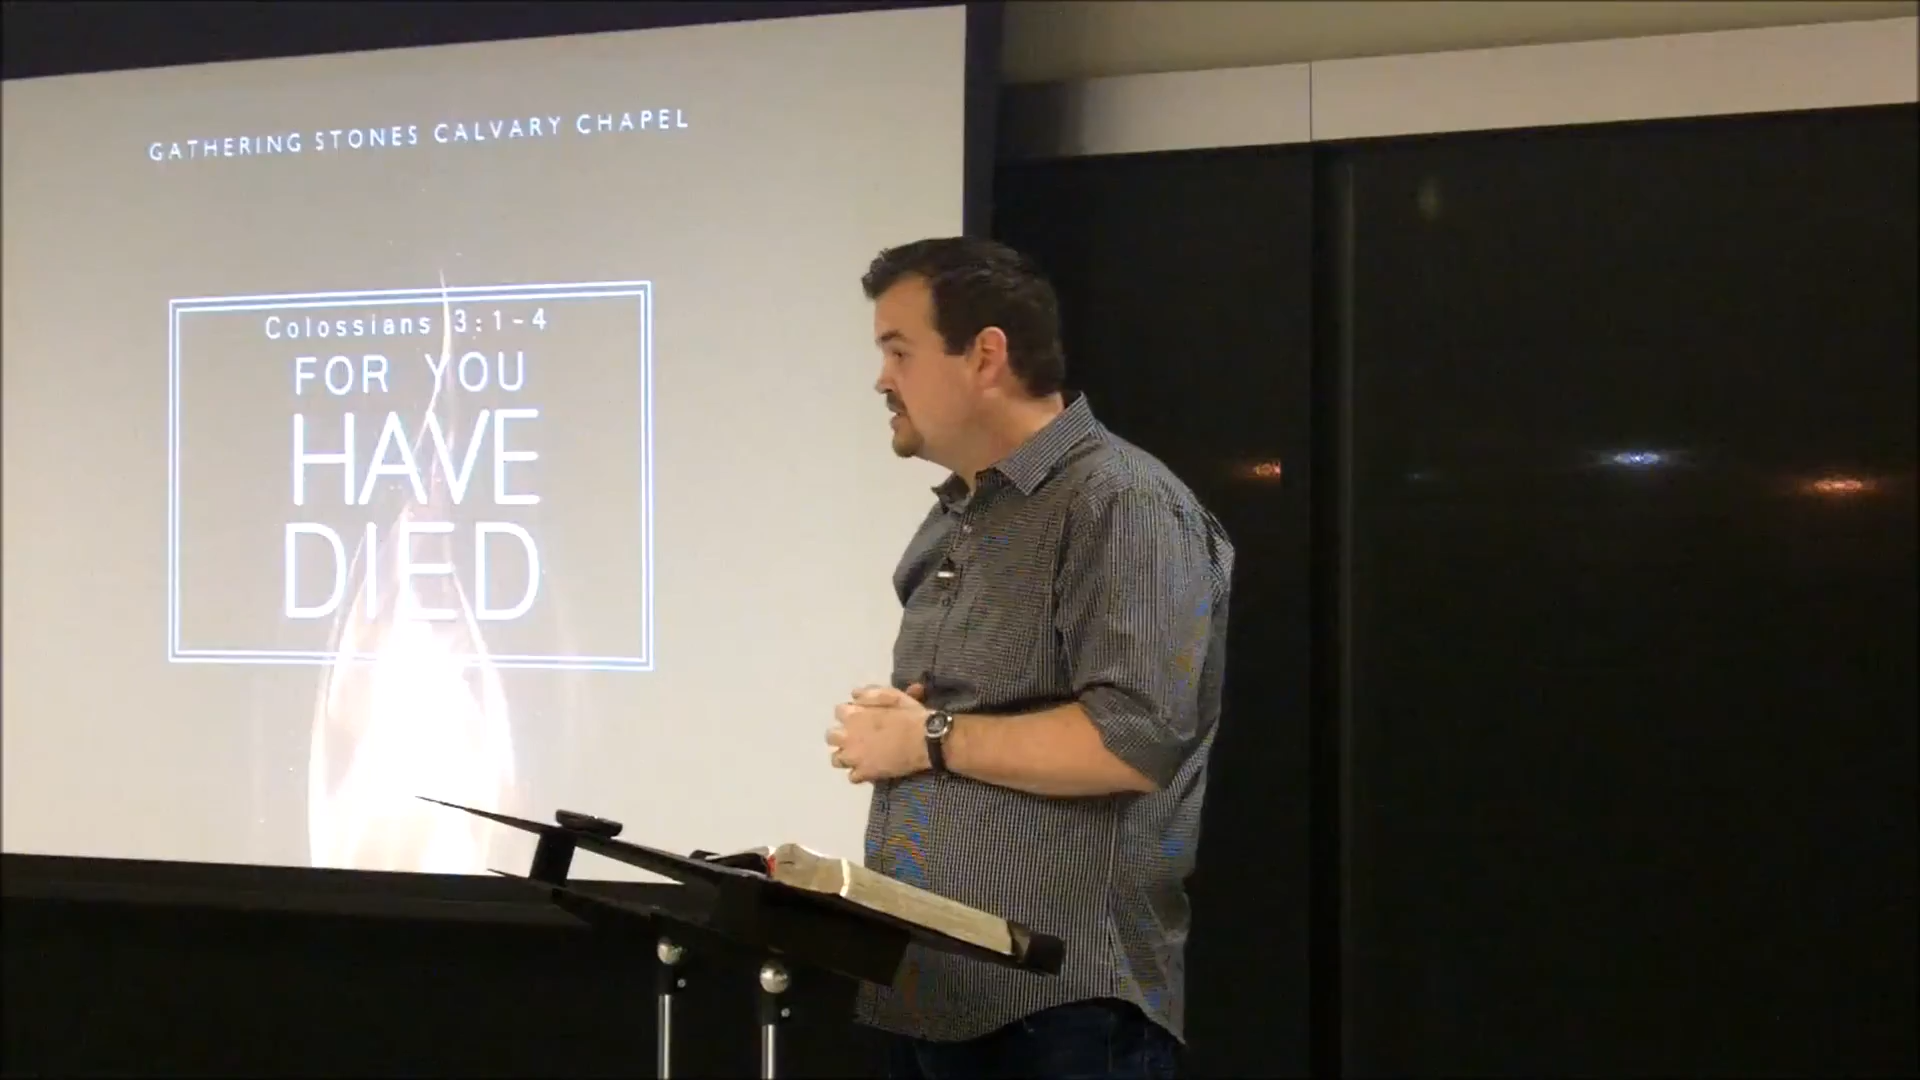 GATHERING STONES CALVARY CHAPEL
Colossians 3:1-4
FOR YOU
HAVE
DIED